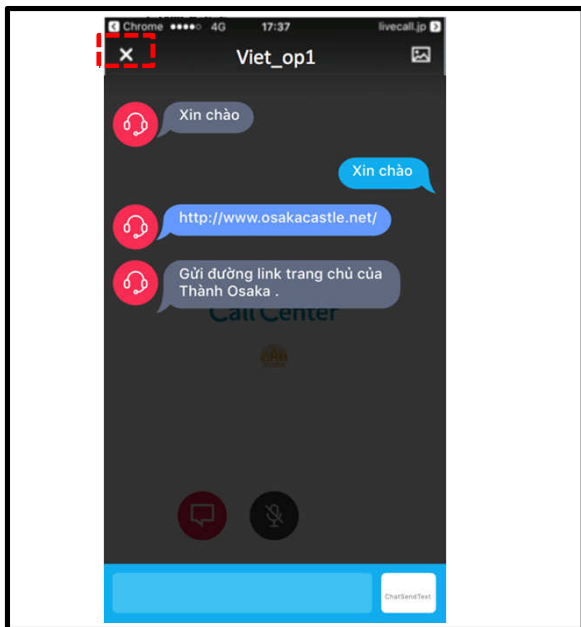 Chrome 4G 17:37 livecall.jp
Viet_op1
Xin chào
Xin chào
http://www.osakacastle.net/
Gửi đường link trang chủ của
Thành Osaka .
Call Center
ChatSendText